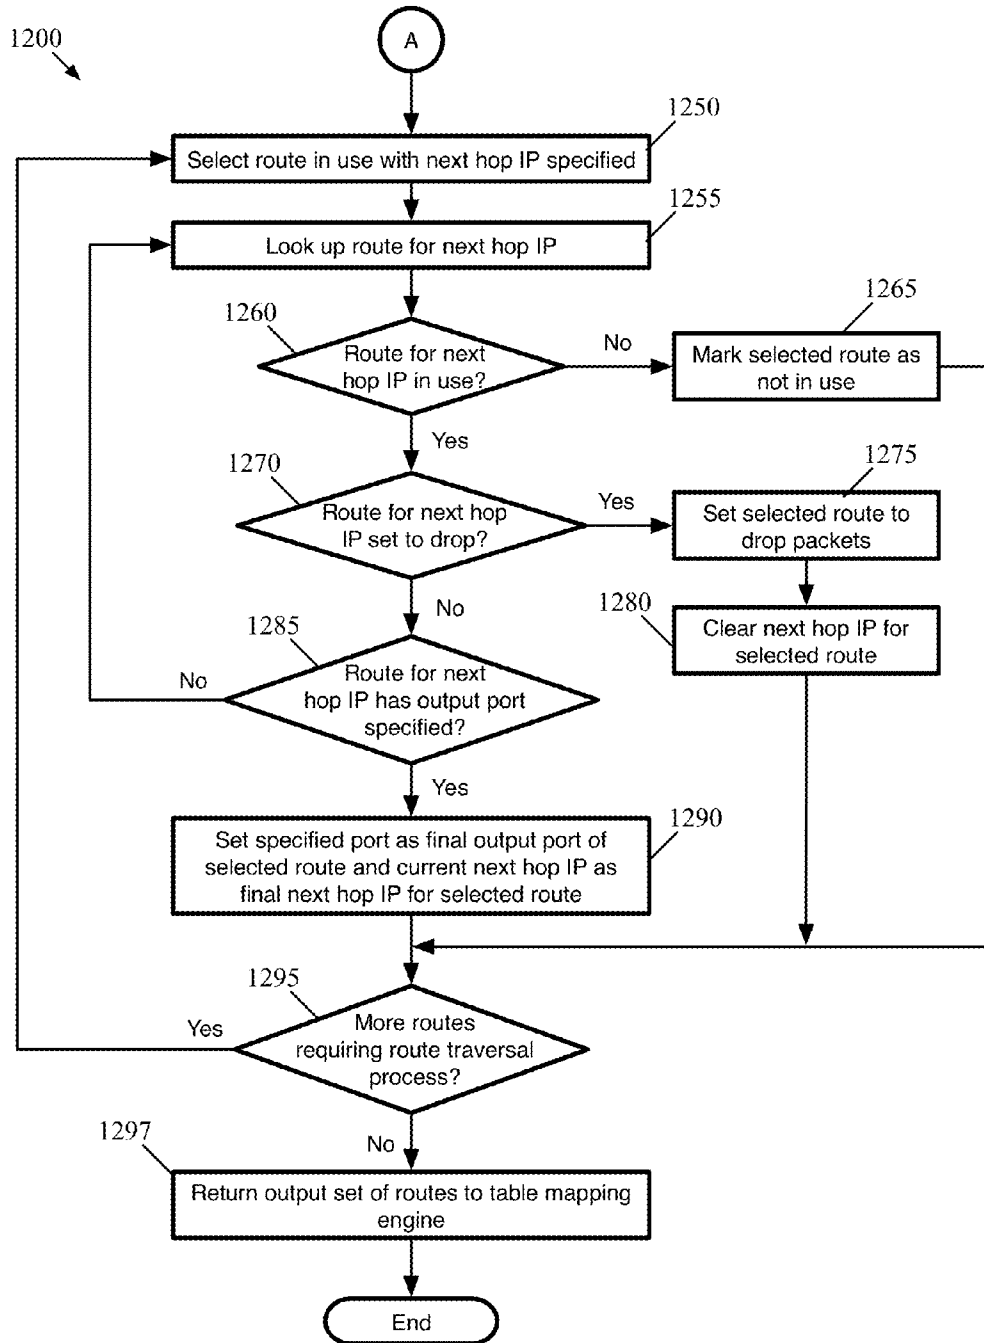 1200
A
1250
Select route in use with next hop IP specified
1255
Look up route for next hop IP
1260
Route for next
hop IP in use?
No
1265
Mark selected route as
not in use
Yes
1270
Route for next hop
IP set to drop?
Yes
1275
Set selected route to
drop packets
No
1280
Clear next hop IP for
selected route
1285
Route for next
hop IP has output port
specified?
No
Yes
1290
Set specified port as final output port of
selected route and current next hop IP as
final next hop IP for selected route
1295
More routes
requiring route traversal
process?
Yes
No
1297
Return output set of routes to table mapping
engine
End